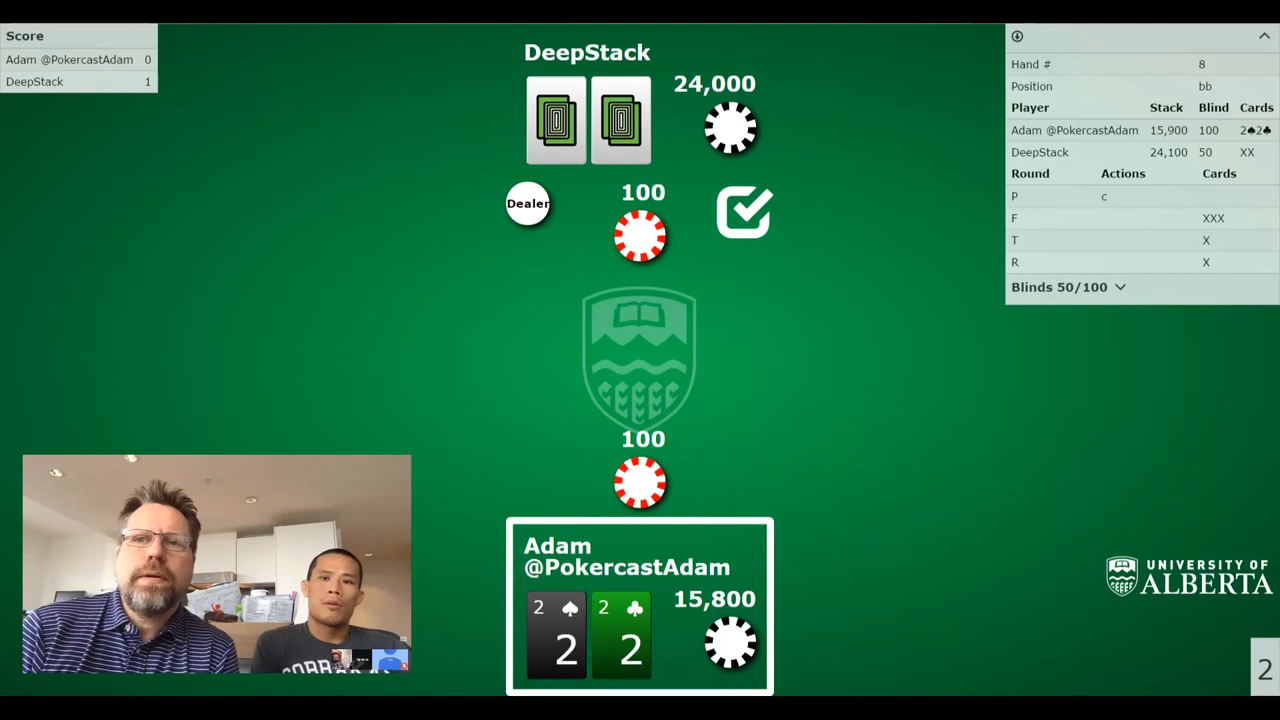 Score
Adam @PokercastAdam 0
DeepStack 1
DeepStack
24,000
Dealer
100
Hand # 8
Position bb
Player Stack Blind Cards
Adam @PokercastAdam 15,900 100 2♠2♣
DeepStack 24,100 50 XX
Round Actions Cards
P c
F XXX
T X
R X
Blinds 50/100
100
Adam
@PokercastAdam
15,800
2 ♠ 2 ♣
2 2
UNIVERSITY OF
ALBERTA
2